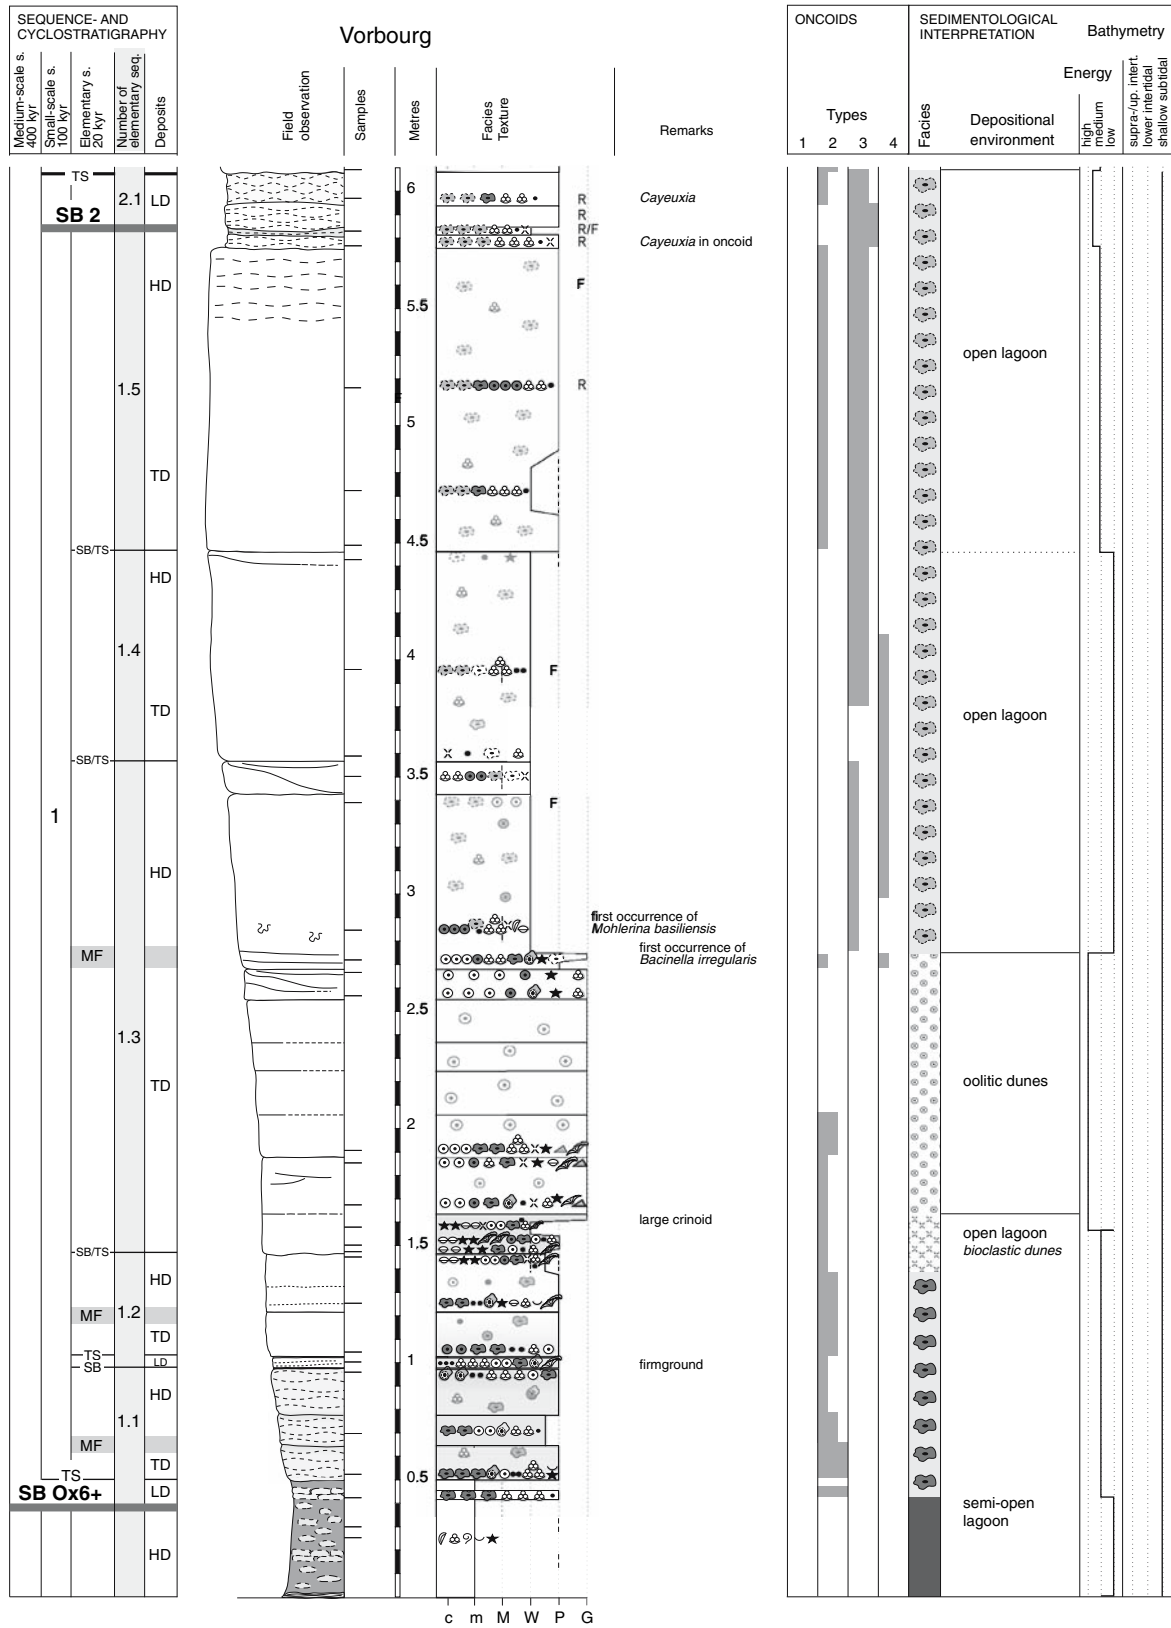 SEQUENCE- AND
CYCLOSTRATIGRAPHY
Medium-scale s.
400 kyr
Small-scale s.
100 kyr
Elementary s.
20 kyr
Number of
elementary seq.
Deposits
Vorbourg
Field
observation
Samples
Metres
Facies
Texture
Remarks
ONCOIDS
Types
1 2 3 4
SEDIMENTOLOGICAL
INTERPRETATION
Bathymetry
Energy
Facies
Depositional
environment
high
medium
low
supra-/up. intert.
lower intertidal
shallow subtidal
TS
2.1 LD
SB 2
6
R
Cayeuxia
R
R/F
R
Cayeuxia in oncoid
HD
F
5.5
open lagoon
1.5
R
5
TD
4.5
SB/TS
HD
1.4
4
F
TD
open lagoon
SB/TS
3.5
1
F
HD
3
first occurrence of
Mohlerina basiliensis
MF
first occurrence of
Bacinella irregularis
2.5
1.3
TD
oolitic dunes
2
large crinoid
open lagoon
bioclastic dunes
SB/TS
1.5
HD
MF
1.2
TD
TS
LD
SB
1
firmground
HD
1.1
MF
TD
TS
0.5
SB Ox6+
LD
semi-open
lagoon
HD
c m M W P G